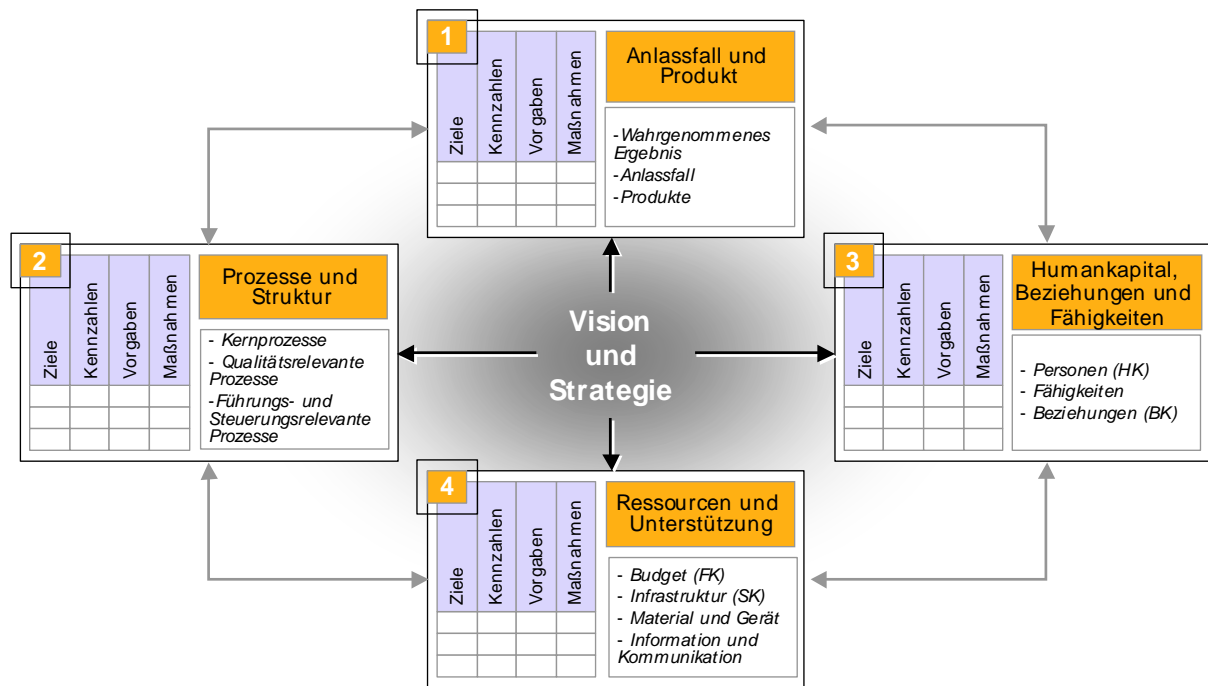 1
Ziele
Kennzahlen
Vorgaben
Maßnahmen
Anlassfall und
Produkt
-Wahrgenommenes
Ergebnis
-Anlassfall
-Produkte
2
Ziele
Kennzahlen
Vorgaben
Maßnahmen
Prozesse und
Struktur
- Kernprozesse
- Qualitätsrelevante
Prozesse
-Führungs- und
Steuerungsrelevante
Prozesse
Vision
und
Strategie
3
Ziele
Kennzahlen
Vorgaben
Maßnahmen
Humankapital,
Beziehungen und
Fähigkeiten
- Personen (HK)
- Fähigkeiten
- Beziehungen (BK)
4
Ziele
Kennzahlen
Vorgaben
Maßnahmen
Ressourcen und
Unterstützung
- Budget (FK)
- Infrastruktur (SK)
- Material und Gerät
- Information und
Kommunikation